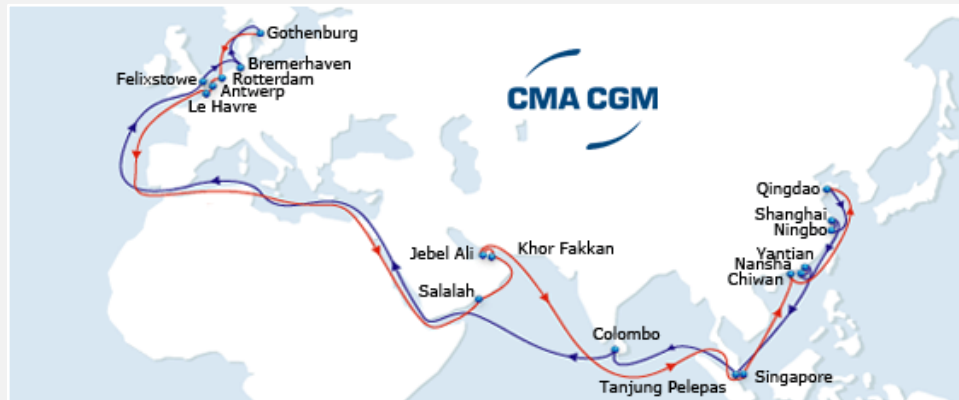 Gothenburg
Bremerhaven
Felixstowe
Rotterdam
Antwerp
Le Havre
CMA CGM
Qingdao
Shanghai
Ningbo
Yantian
Nansha
Chiwan
Jebel Ali
Khor Fakkan
Salalah
Colombo
Tanjung Pelepas
Singapore